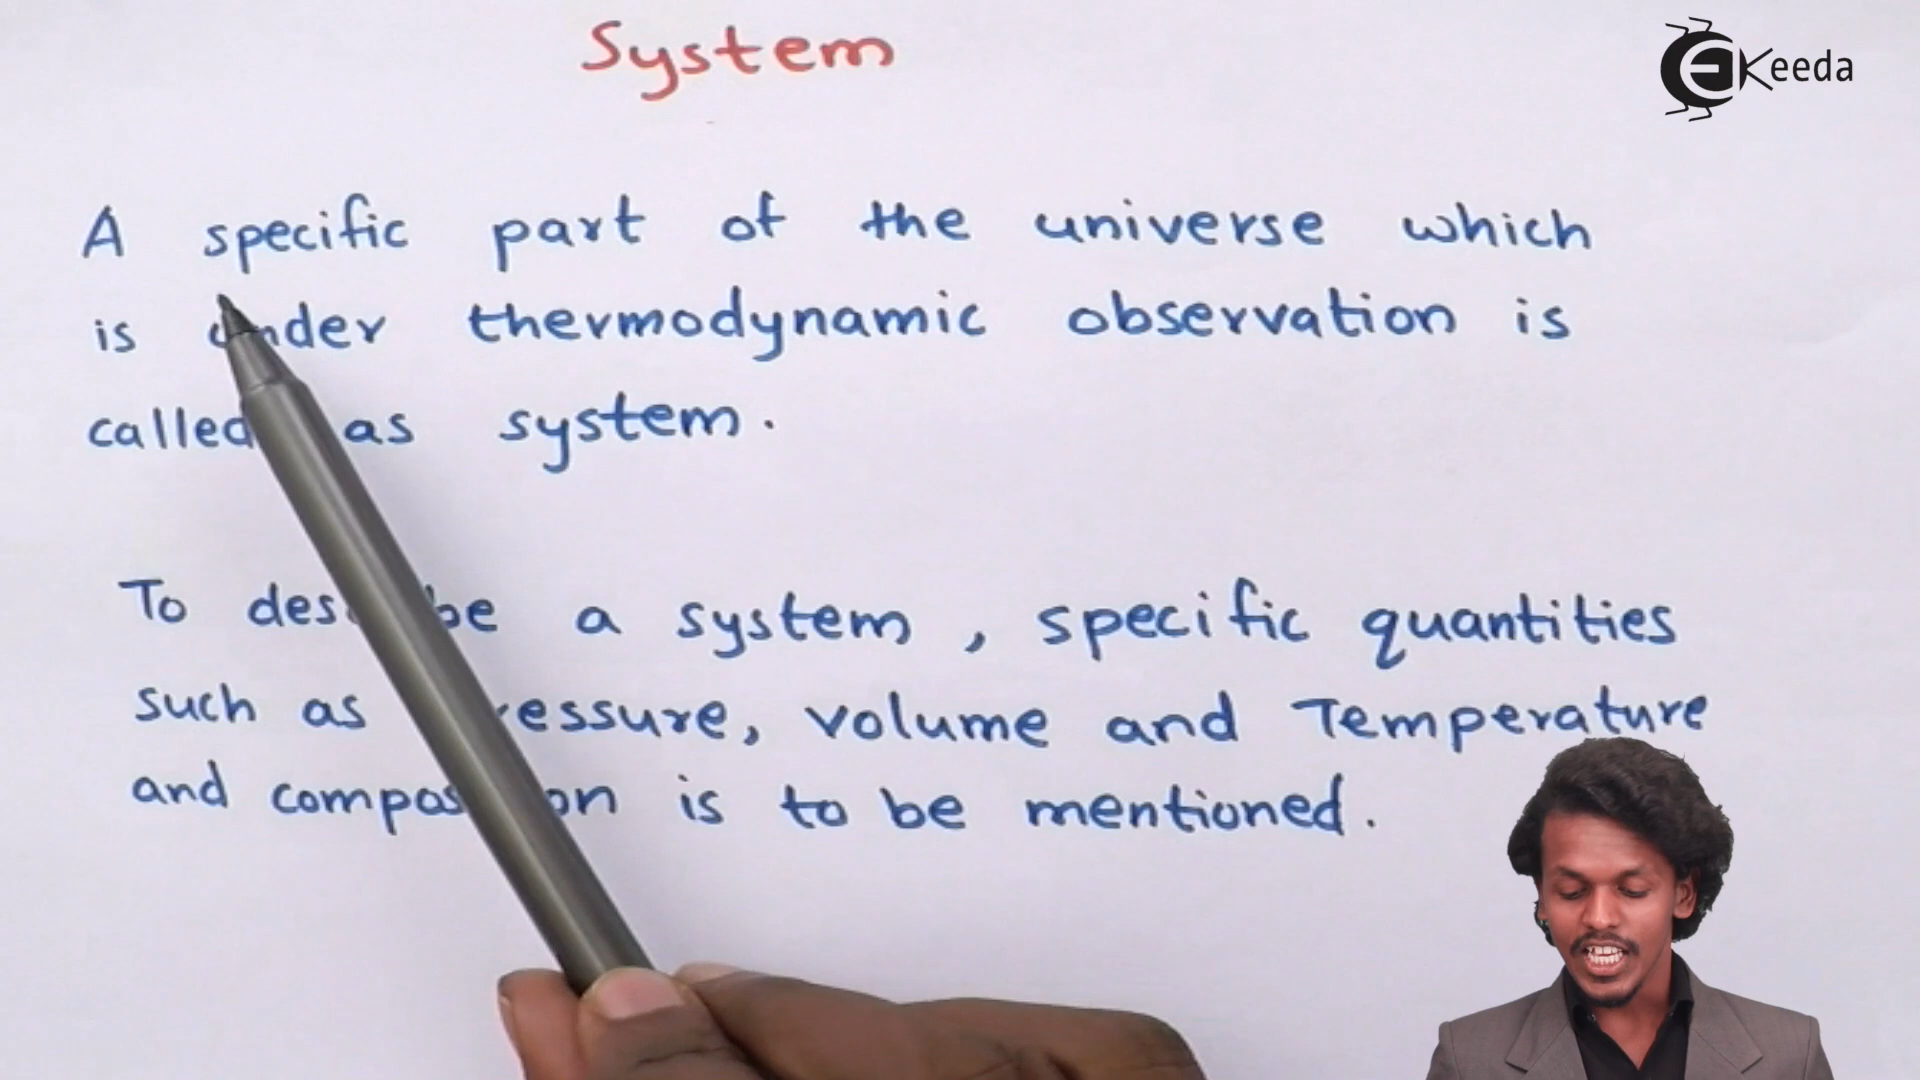 System
EKeeda
A specific part of the universe which
is under thermodynamic observation is
called as system.
To describe a system, specific quantities
such as pressure, volume and Temperature
and composition is to be mentioned.